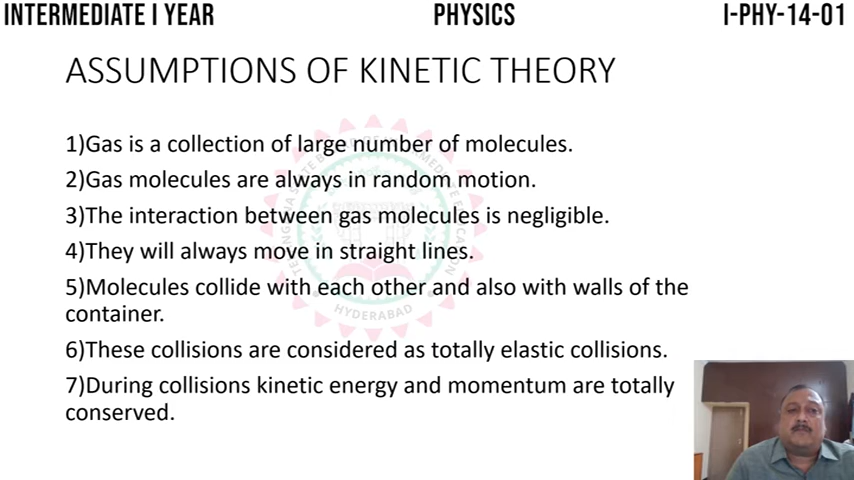 INTERMEDIATE I YEAR
PHYSICS
I-PHY-14-01
ASSUMPTIONS OF KINETIC THEORY
1)Gas is a collection of large number of molecules.
2)Gas molecules are always in random motion.
3)The interaction between gas molecules is negligible.
4)They will always move in straight lines.
5)Molecules collide with each other and also with walls of the
container.
6)These collisions are considered as totally elastic collisions.
7)During collisions kinetic energy and momentum are totally
conserved.
HYDERABAD